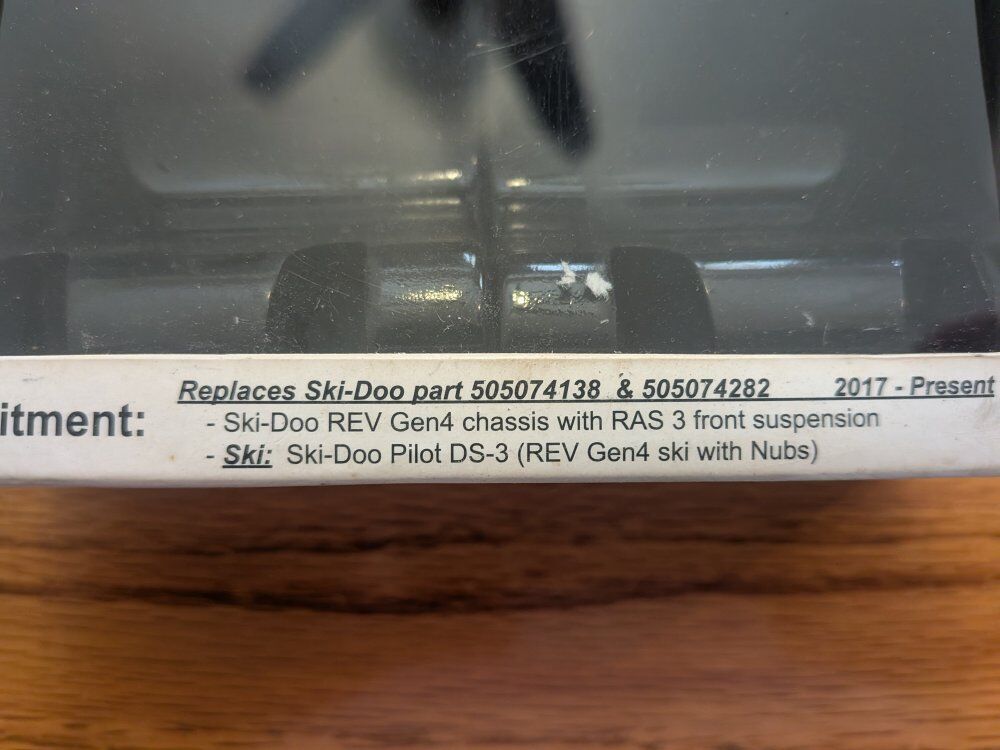 Replaces Ski-Doo part 505074138 & 505074282 2017 - Present
itment:
- Ski-Doo REV Gen4 chassis with RAS 3 front suspension
- Ski: Ski-Doo Pilot DS-3 (REV Gen4 ski with Nubs)